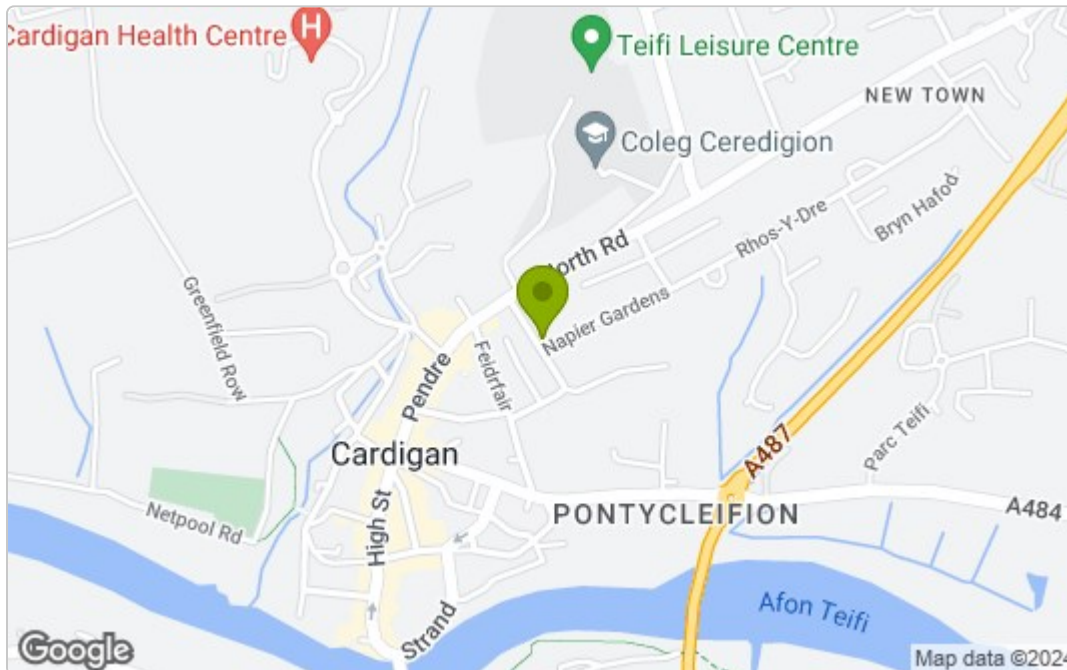 Cardigan Health Centre
H
Teifi Leisure Centre
NEW TOWN
Coleg Ceredigion
Bryn Hafod
Rhos-Y-Dre
North Rd
Greenfield Row
Napier Gardens
Feidrfair
Pendre
Parc Teifi
A487
Cardigan
High St
PONTYCLEIFION
A484
Netpool Rd
Afon Teifi
Strand
Google
Map data ©2024